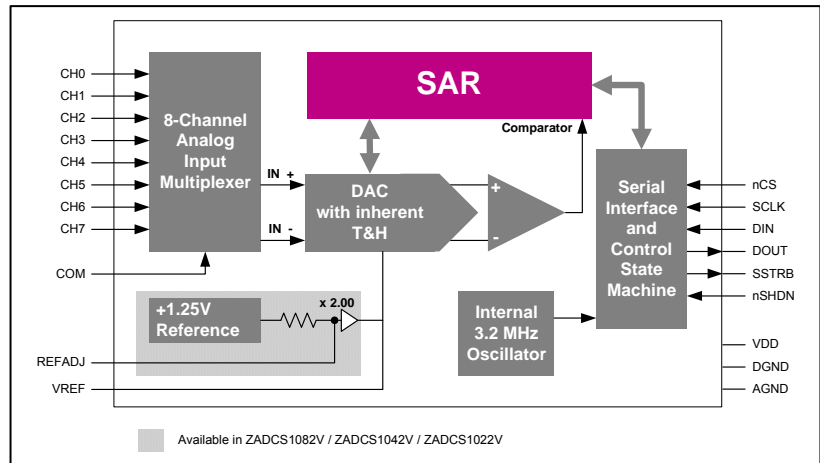 SAR
CH0
CH1
CH2
CH3
CH4
CH5
CH6
CH7
COM
8-Channel
Analog
Input
Multiplexer
IN +
IN -
DAC
with inherent
T&H
+
-
Comparator
Serial
Interface
and
Control
State
Machine
nCS
SCLK
DIN
DOUT
SSTRB
nSHDN
+1.25V
Reference
x 2.00
Internal
3.2 MHz
Oscillator
REFADJ
VREF
VDD
DGND
AGND
Available in ZADCS1082V / ZADCS1042V / ZADCS1022V